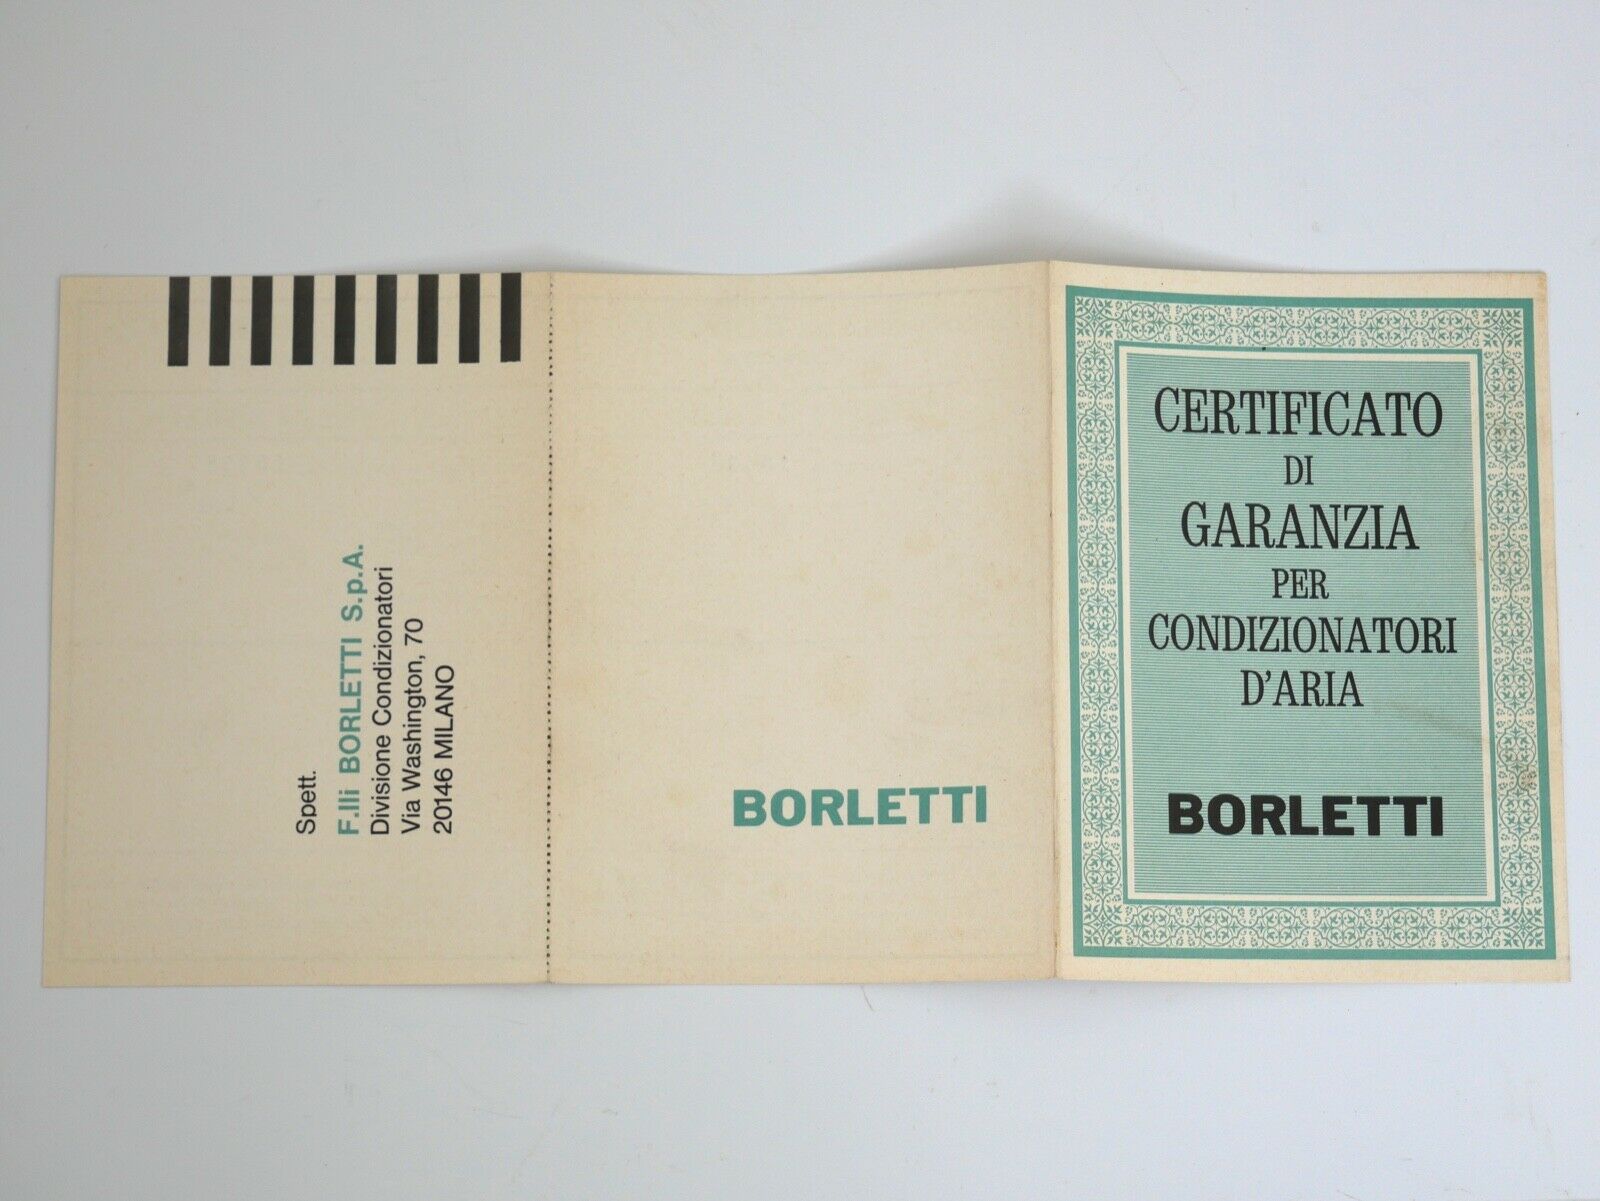 Spett.
F.lli BORLETTI S.p.A.
Divisione Condizionatori
Via Washington, 70
20146 MILANO
BORLETTI
CERTIFICATO
DI
GARANZIA
PER
CONDIZIONATORI
D'ARIA
BORLETTI